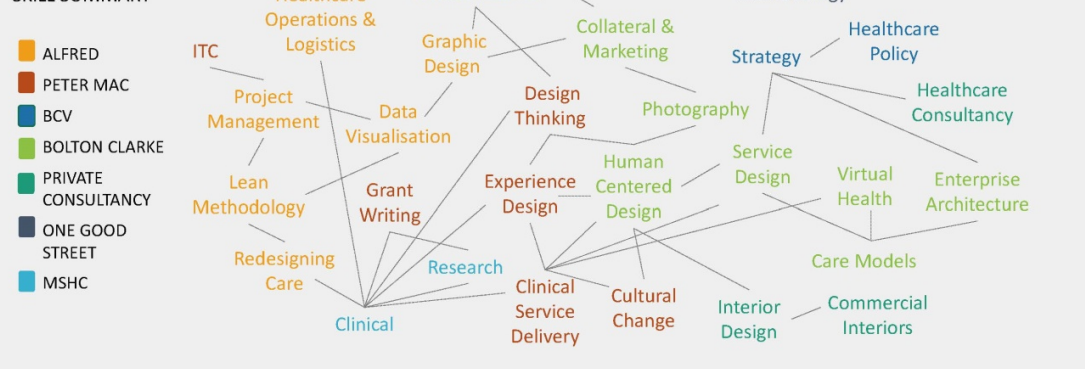 SKILL SUMMARY
ALFRED
PETER MAC
BCV
BOLTON CLARKE
PRIVATE
CONSULTANCY
ONE GOOD
STREET
MSHC
ITC
Healthcare
Operations &
Logistics
Graphic
Design
Collateral &
Marketing
Strategy
Healthcare
Policy
Project
Management
Data
Visualisation
Design
Thinking
Photography
Healthcare
Consultancy
Lean
Methodology
Grant
Writing
Experience
Design
Human
Centered
Design
Service
Design
Virtual
Health
Enterprise
Architecture
Redesigning
Care
Research
Care Models
Clinical
Clinical
Service
Delivery
Cultural
Change
Interior
Design
Commercial
Interiors